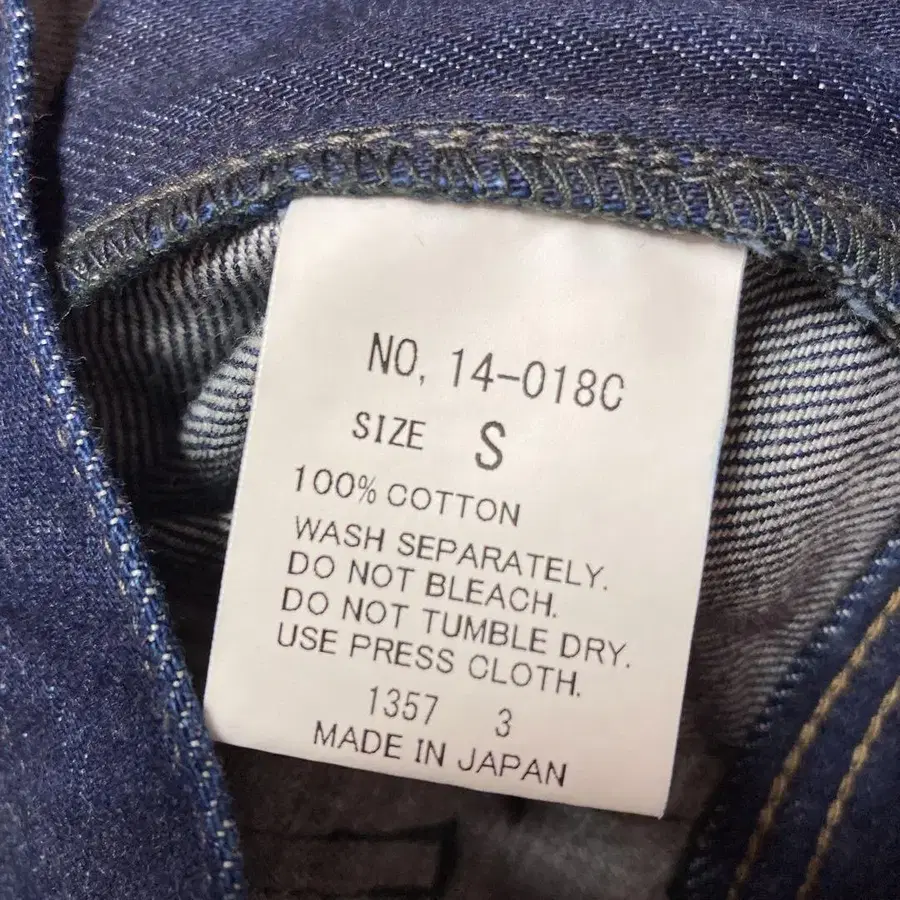 NO, 14-018C
SIZE S
100% COTTON
WASH SEPARATELY.
DO NOT BLEACH.
DO NOT TUMBLE DRY.
USE PRESS CLOTH.
1357 3
MADE IN JAPAN